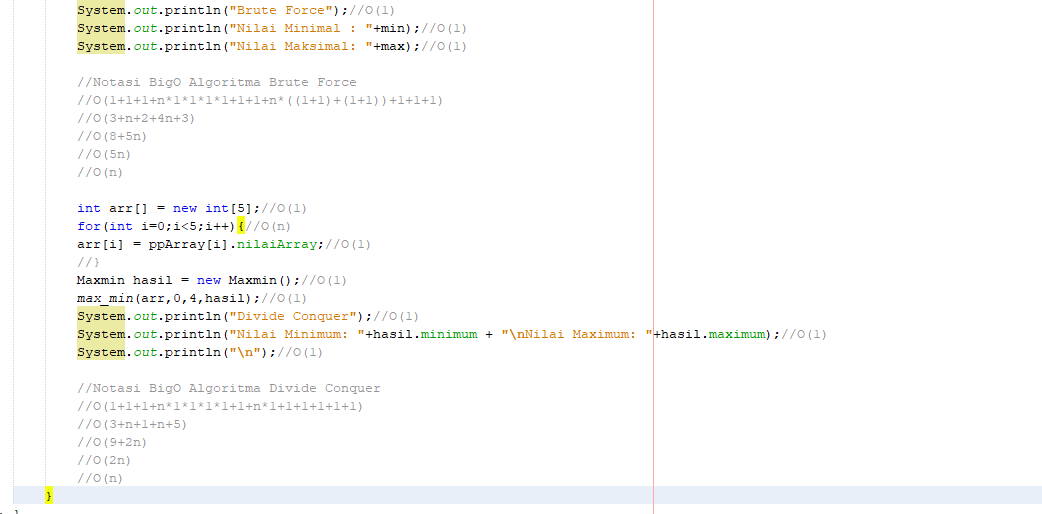 System.out.println("Brute Force");//O(1)
System.out.println("Nilai Minimal : "+min);//O(1)
System.out.println("Nilai Maksimal: "+max);//O(1)
//Notasi BigO Algoritma Brute Force
//O(1+1+1+n*1*1*1*1+1+1+n*((1+1)+(1+1))+1+1+1)
//O(3+n+2+4n+3)
//O(8+5n)
//O(5n)
//O(n)
int arr[] = new int[5];//O(1)
for(int i=0;i<5;i++){//O(n)
arr[i] = ppArray[i].nilaiArray;//O(1)
//}
Maxmin hasil = new Maxmin();//O(1)
max_min(arr,0,4,hasil);//O(1)
System.out.println("Divide Conquer");//O(1)
System.out.println("Nilai Minimum: "+hasil.minimum + "\nNilai Maximum: "+hasil.maximum);//O(1)
System.out.println("\n");//O(1)
//Notasi BigO Algoritma Divide Conquer
//O(1+1+1+n*1*1*1*1+1+n*1+1+1+1+1+1)
//O(3+n+1+n+5)
//O(9+2n)
//O(2n)
//O(n)
}
}